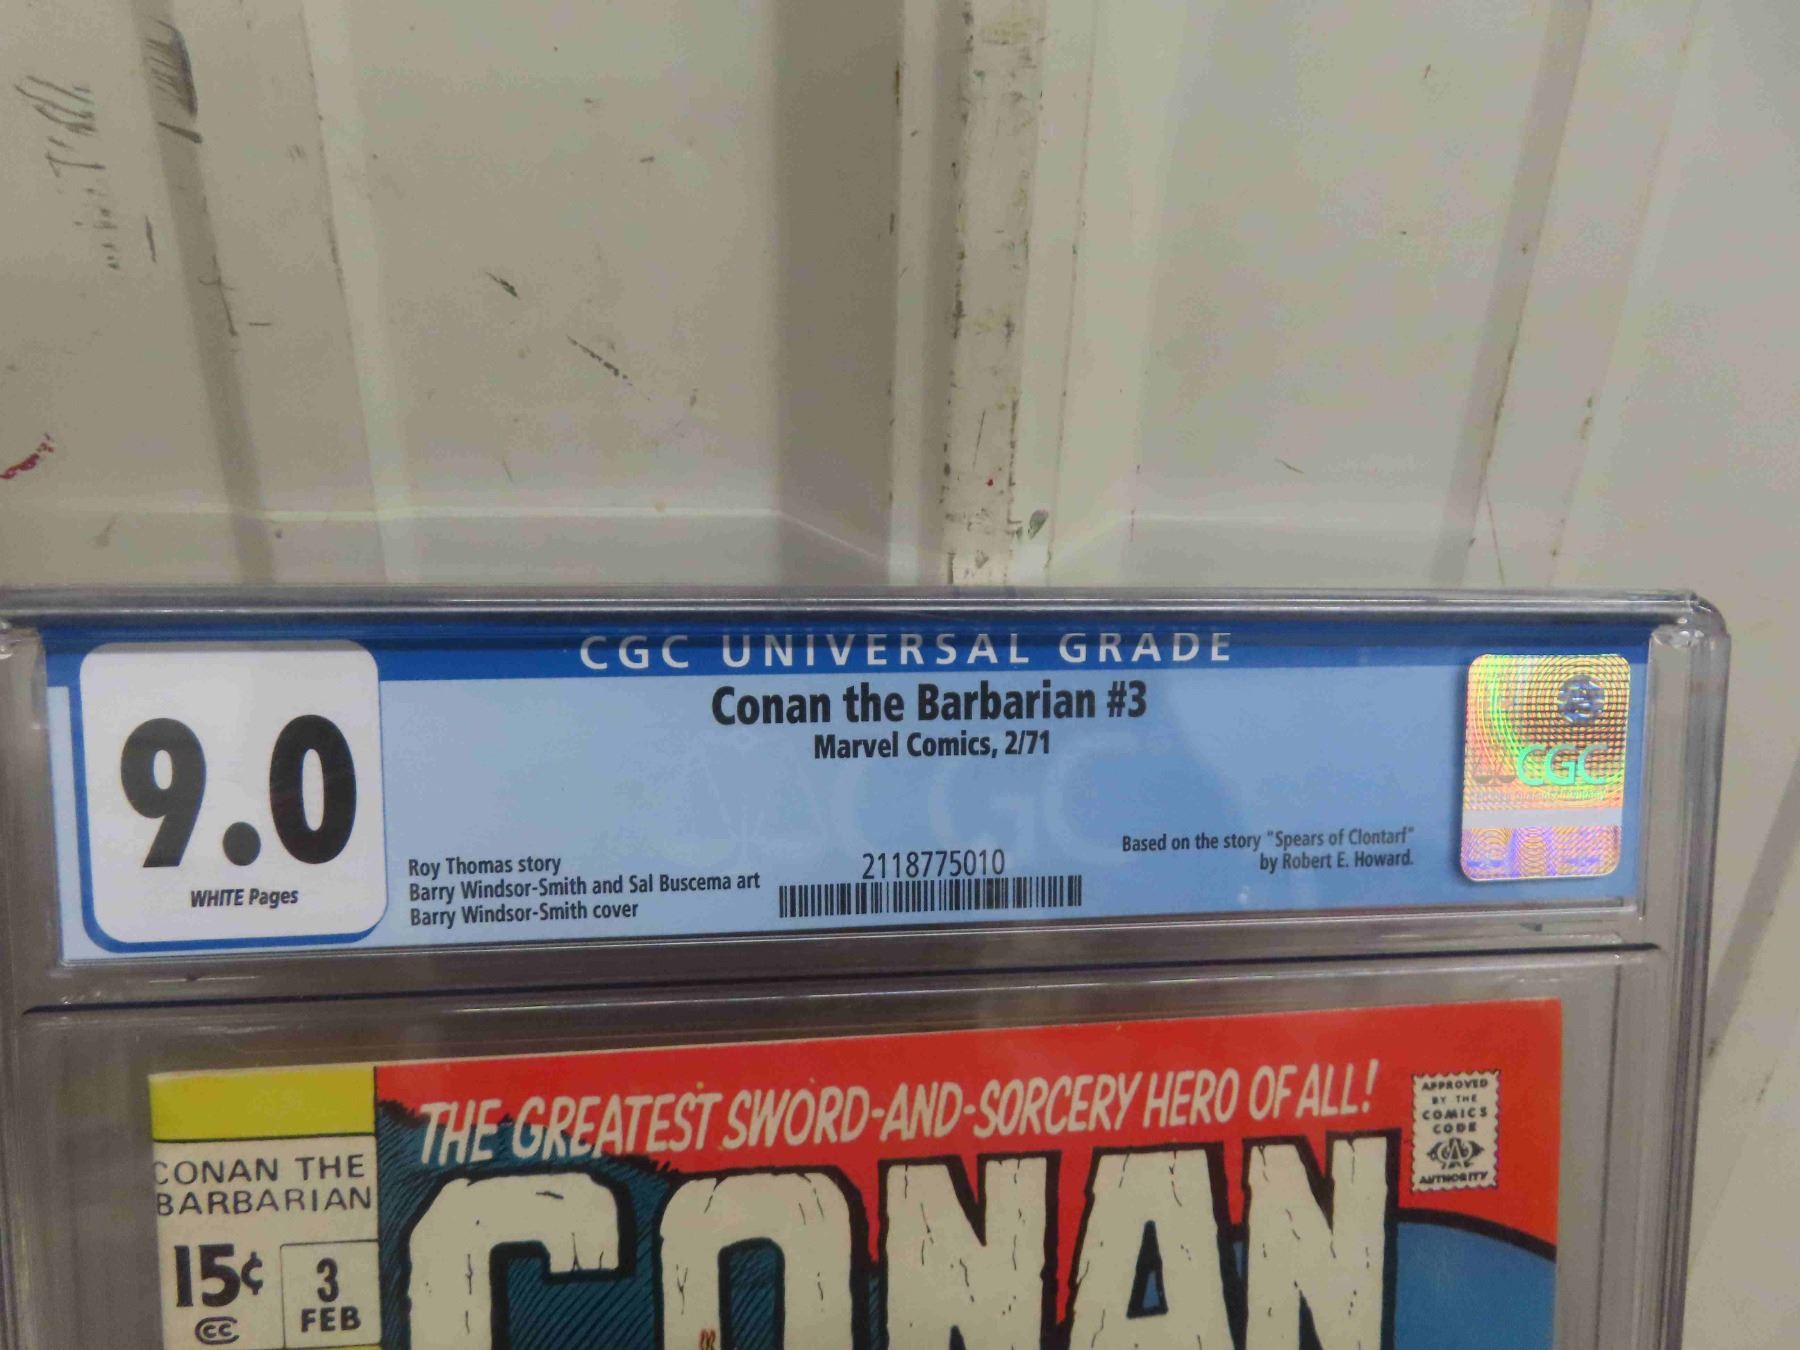 CGC UNIVERSAL GRADE
9.0
WHITE Pages
Conan the Barbarian #3
Marvel Comics, 2/71
Roy Thomas story
Barry Windsor-Smith and Sal Buscema art
Barry Windsor-Smith cover
2118775010
Based on the story "Spears of Clontarf"
by Robert E. Howard.
CGC
THE GREATEST SWORD-AND-SORCERY HERO OF ALL!
APPROVED
BY THE
COMICS
CODE
AUTHORITY
CONAN THE
BARBARIAN
15¢
3
FEB
CC
CONAN